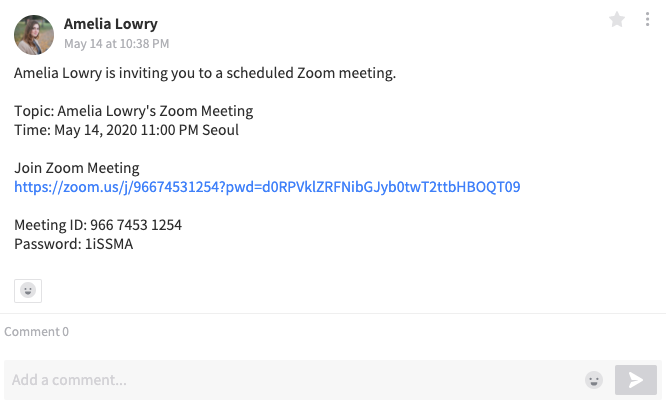 Amelia Lowry
May 14 at 10:38 PM
Amelia Lowry is inviting you to a scheduled Zoom meeting.
Topic: Amelia Lowry's Zoom Meeting
Time: May 14, 2020 11:00 PM Seoul
Join Zoom Meeting
https://zoom.us/j/96674531254?pwd=d0RPVklZRFNibGJyb0twT2ttbHBOQT09
Meeting ID: 966 7453 1254
Password: 1iSSMA
Comment 0
Add a comment...